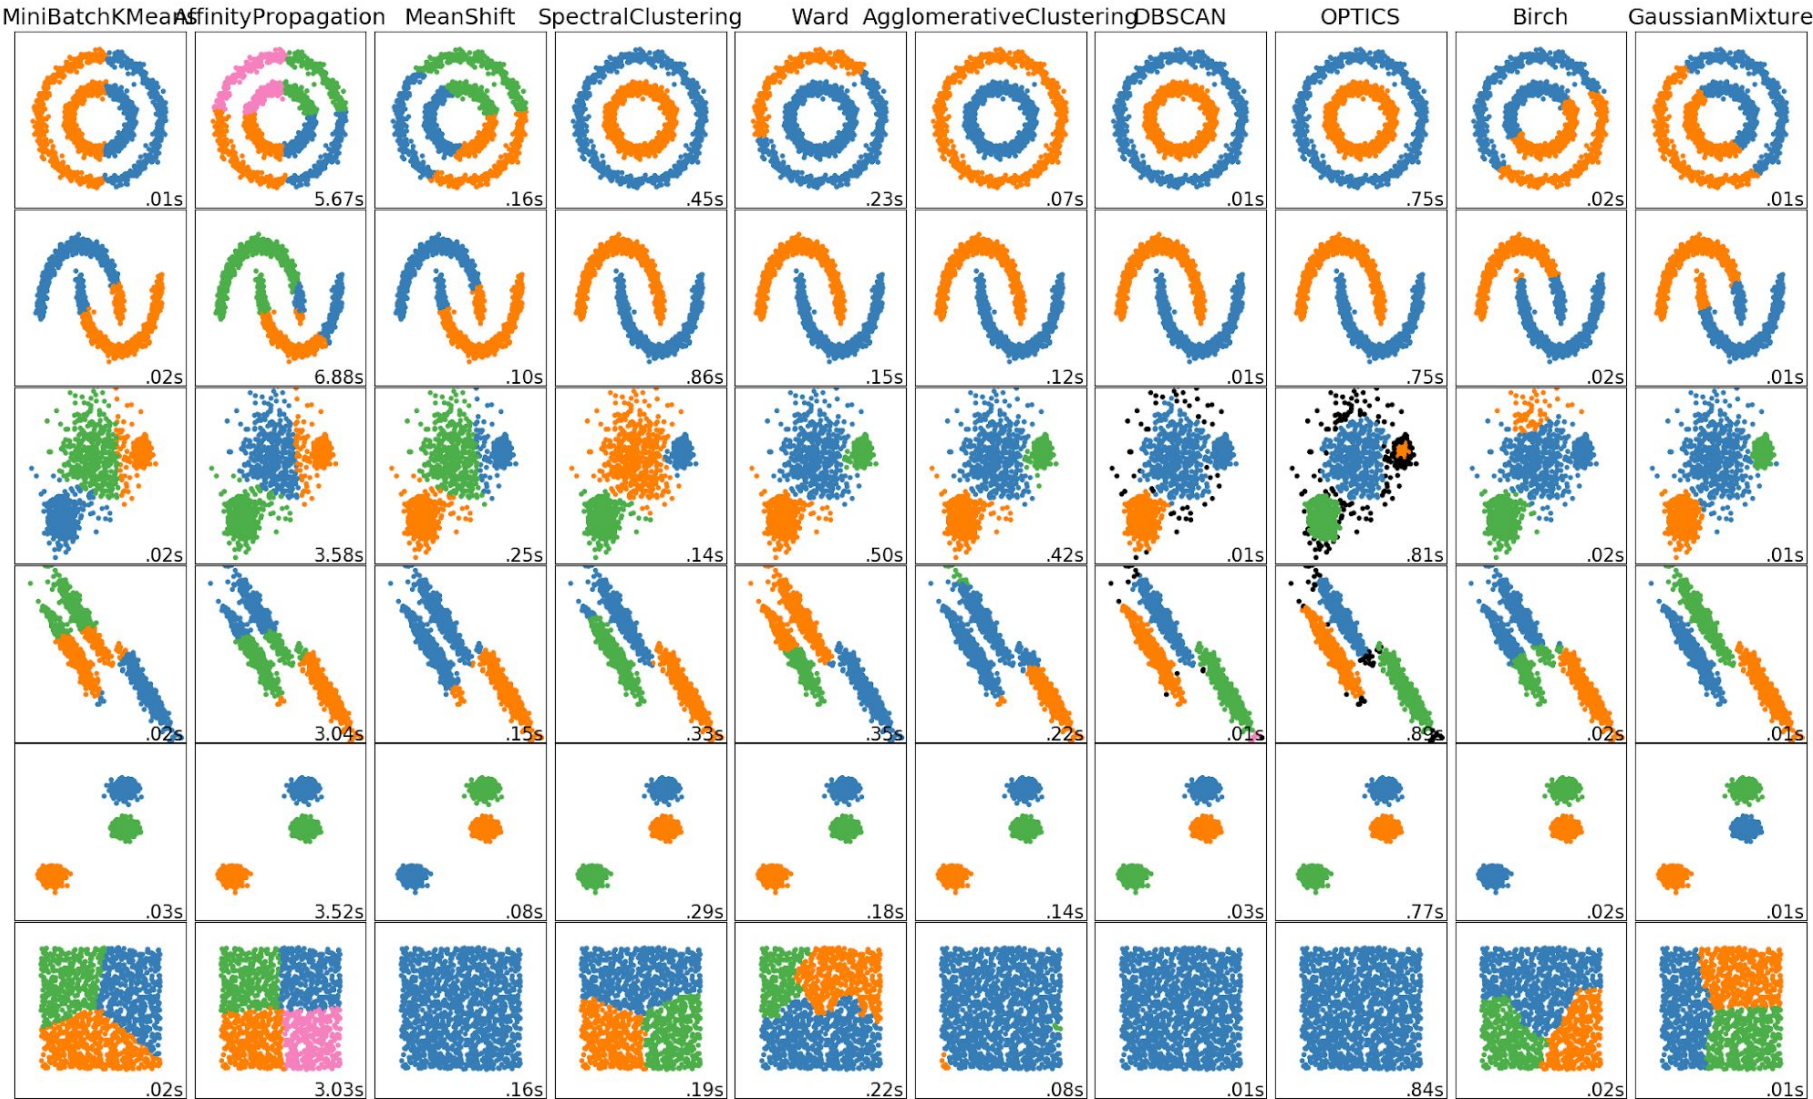 MiniBatchKMeans AffinityPropagation MeanShift SpectralClustering Ward AgglomerativeClustering DBSCAN OPTICS Birch GaussianMixture
.01s 5.67s .16s .45s .23s .07s .01s .75s .02s .01s
.02s 6.88s .10s .86s .15s .12s .01s .75s .02s .01s
.02s 3.58s .25s .14s .50s .42s .01s .81s .02s .01s
.02s 3.04s .15s .33s .35s .22s .01s .89s .02s .01s
.03s 3.52s .08s .29s .18s .14s .03s .77s .02s .01s
.02s 3.03s .16s .19s .22s .08s .01s .84s .02s .01s